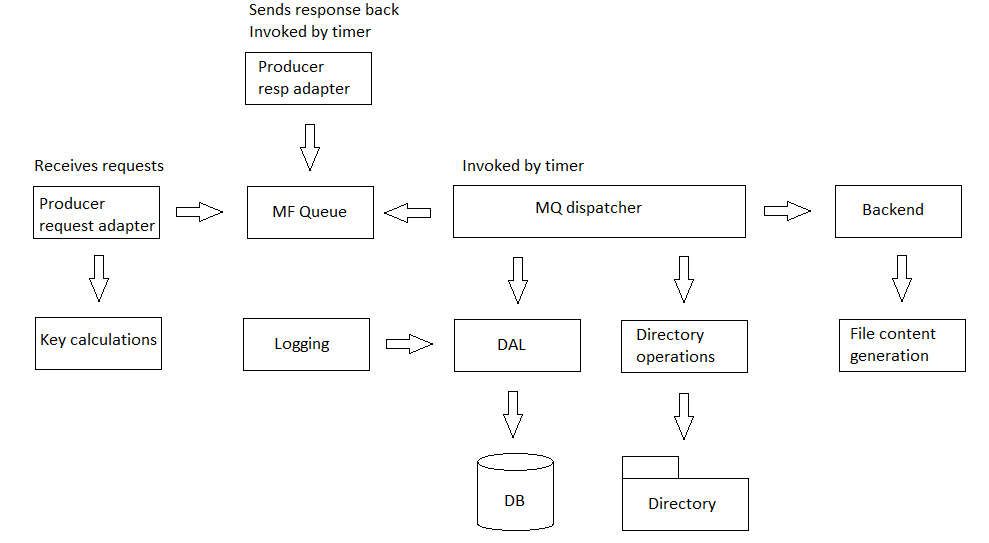 Sends response back
Invoked by timer
Producer
resp adapter
Receives requests
Invoked by timer
Producer
request adapter
MF Queue
MQ dispatcher
Backend
Key calculations
Logging
DAL
Directory
operations
File content
generation
DB
Directory